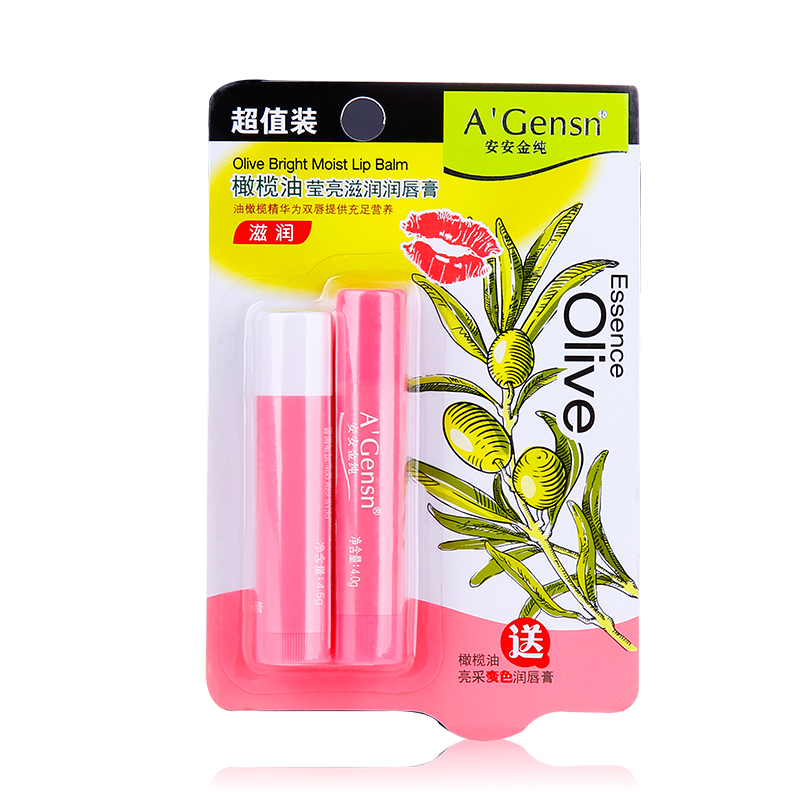 超值装
A'Gensn®
安安金纯
Olive Bright Moist Lip Balm
橄榄油莹亮滋润润唇膏
油橄榄精华为双唇提供充足营养
滋润
Essence
Olive
A'Gensn®
安安金纯
净含量:4.0g
净含量:4.5g
送
橄榄油
亮采变色润唇膏